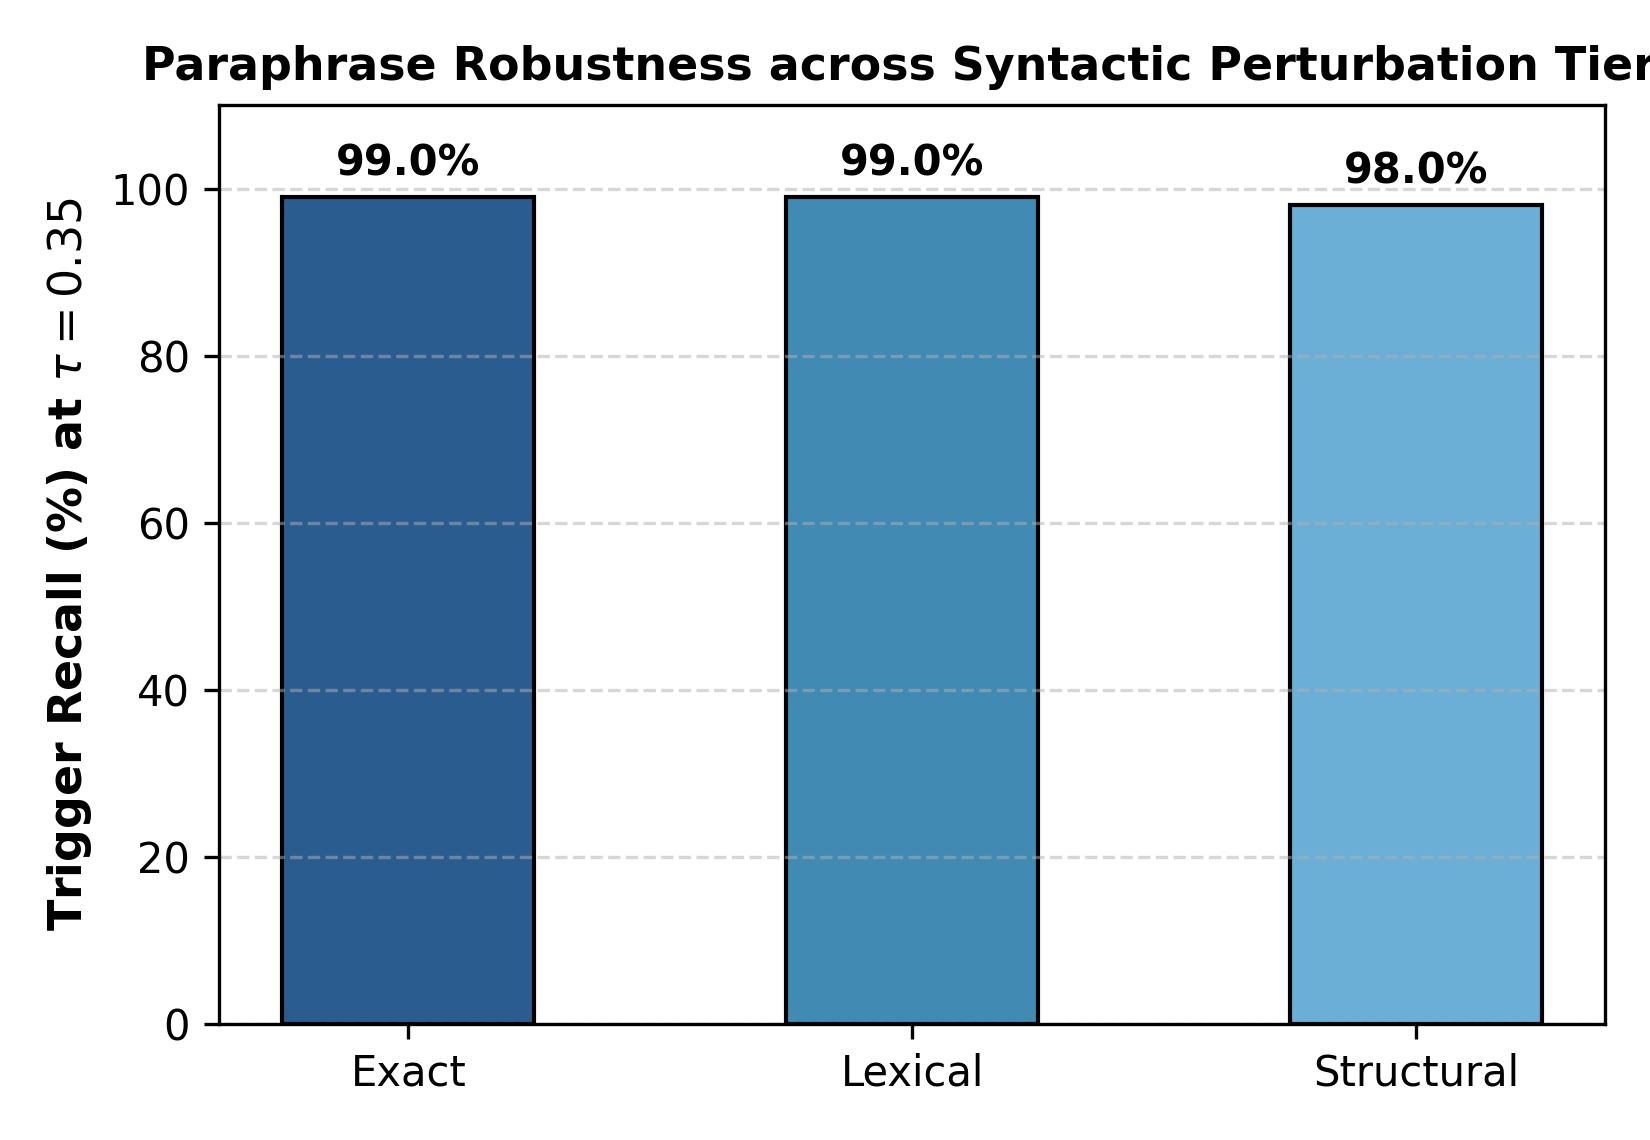 Paraphrase Robustness across Syntactic Perturbation Tier
99.0%
99.0%
98.0%
Trigger Recall (%) at τ = 0.35
100
80
60
40
20
0
Exact
Lexical
Structural